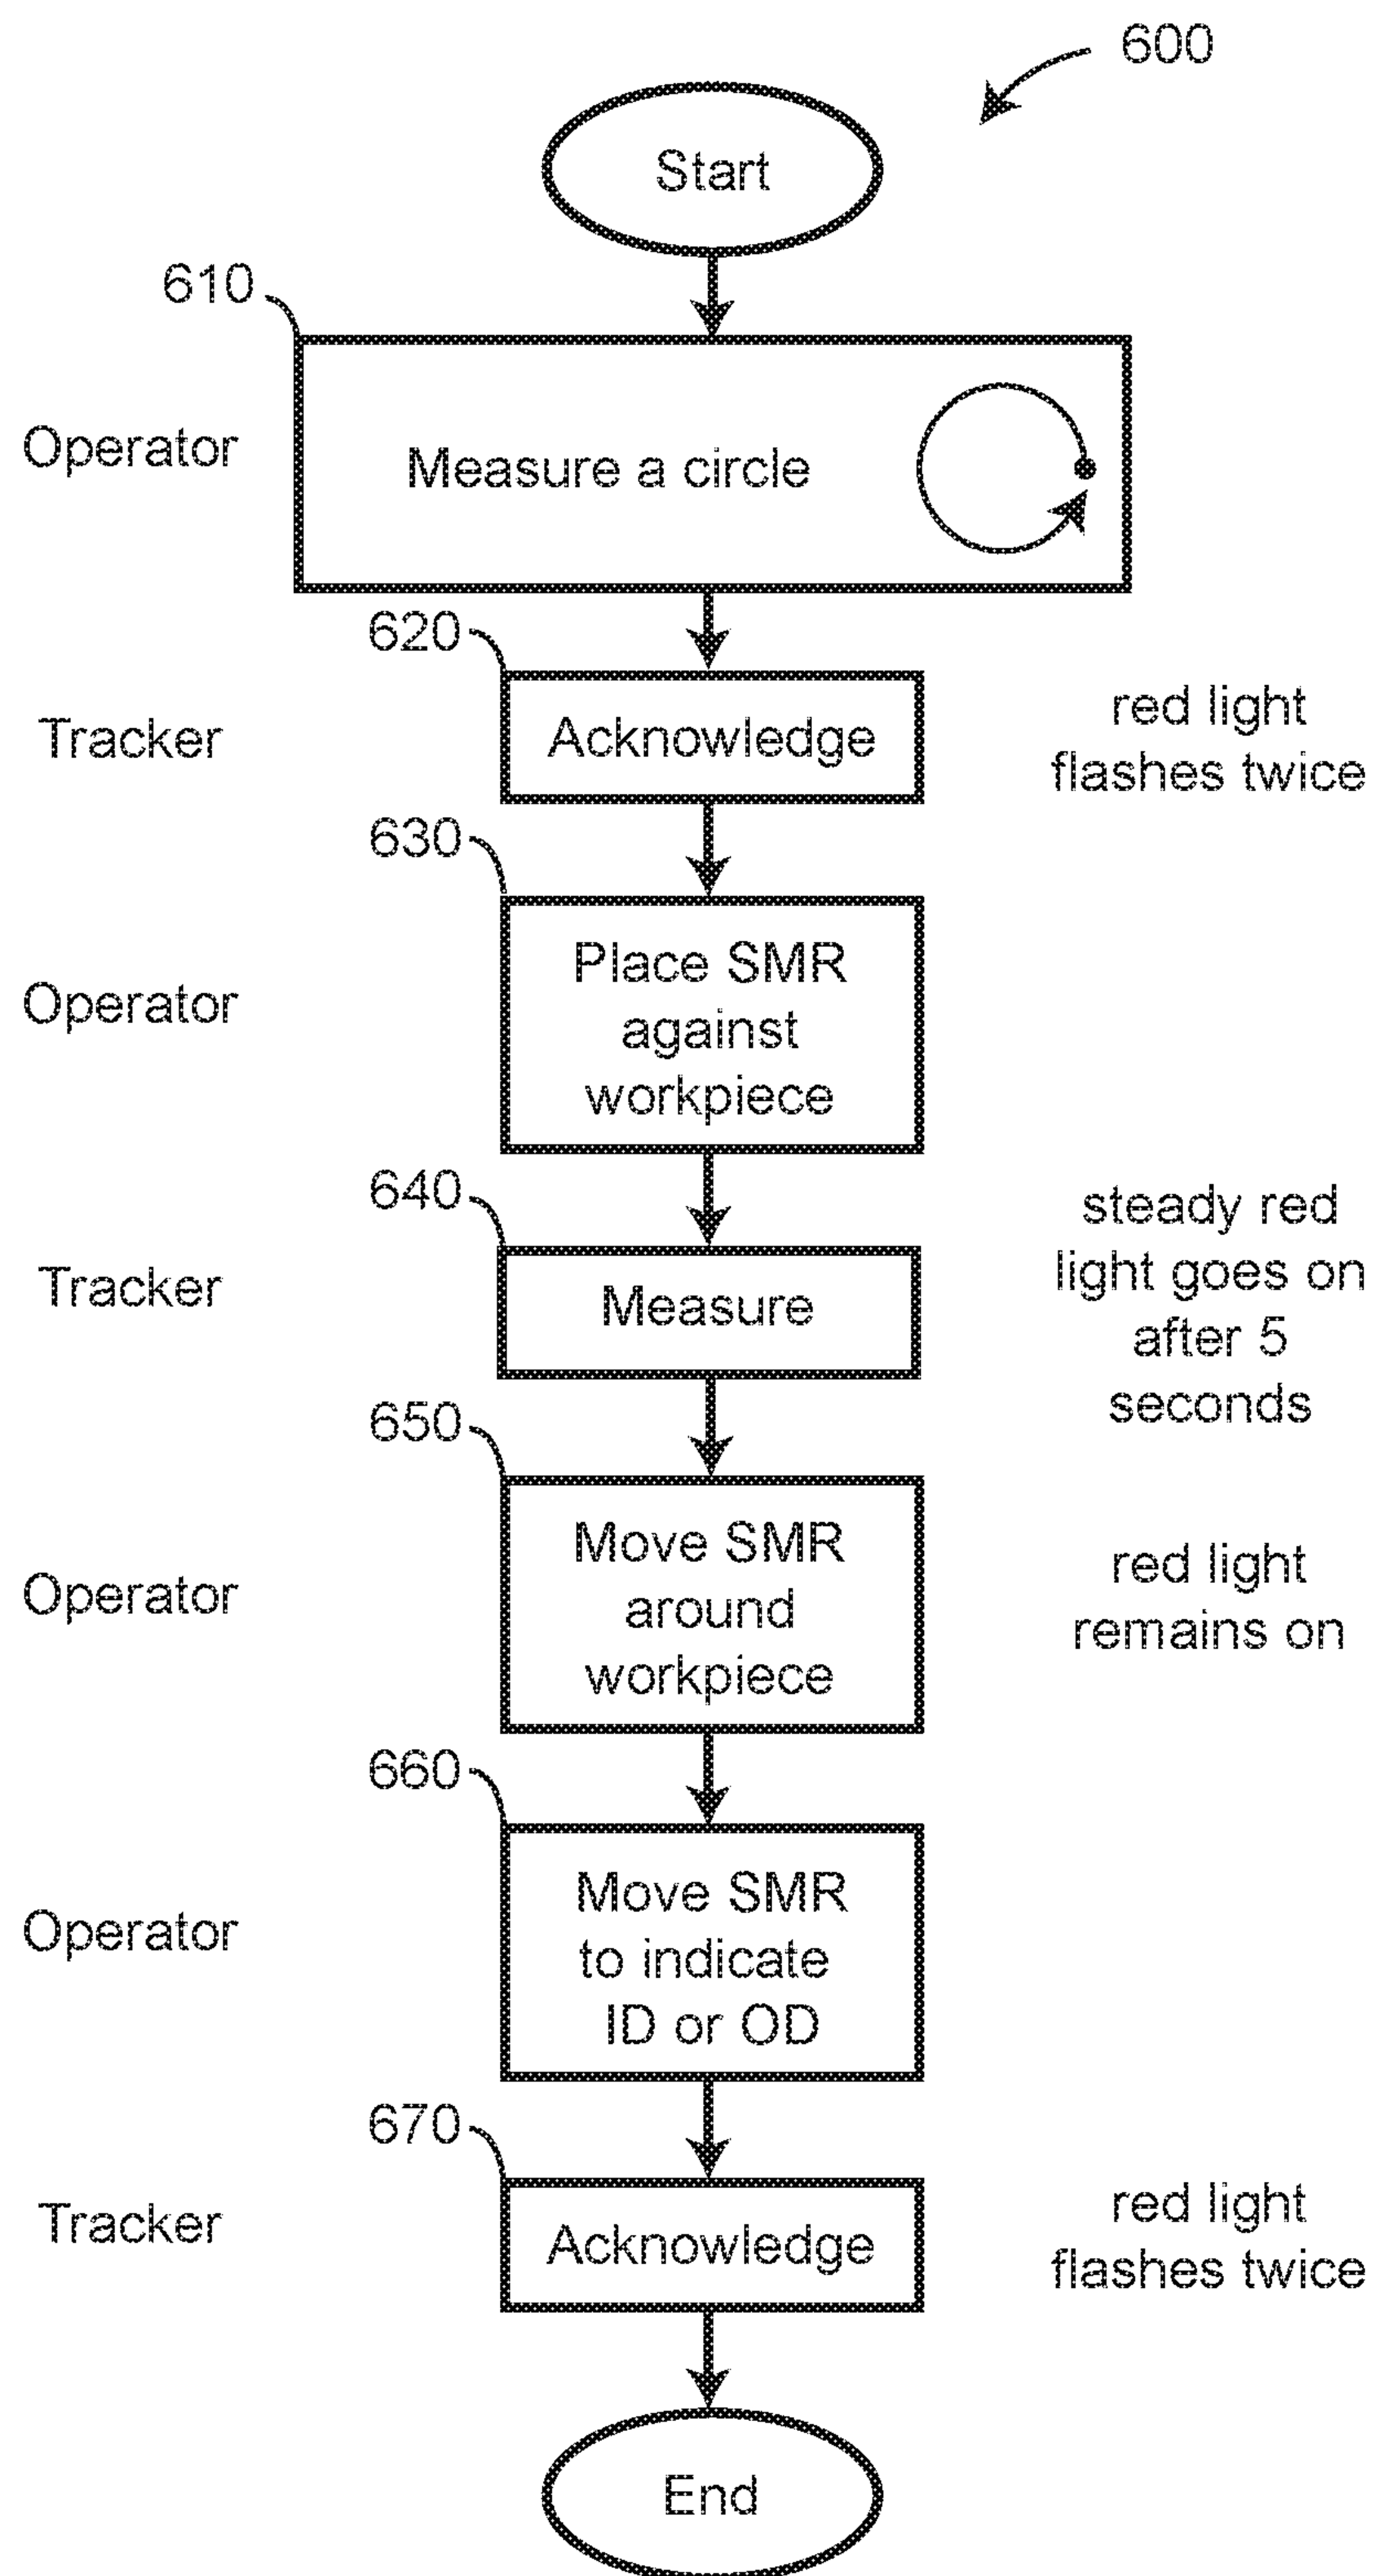 600
Start
610
Operator
Measure a circle
620
Tracker
Acknowledge
red light
flashes twice
630
Operator
Place SMR
against
workpiece
640
Tracker
Measure
steady red
light goes on
after 5
seconds
650
Operator
Move SMR
around
workpiece
red light
remains on
660
Operator
Move SMR
to indicate
ID or OD
670
Tracker
Acknowledge
red light
flashes twice
End